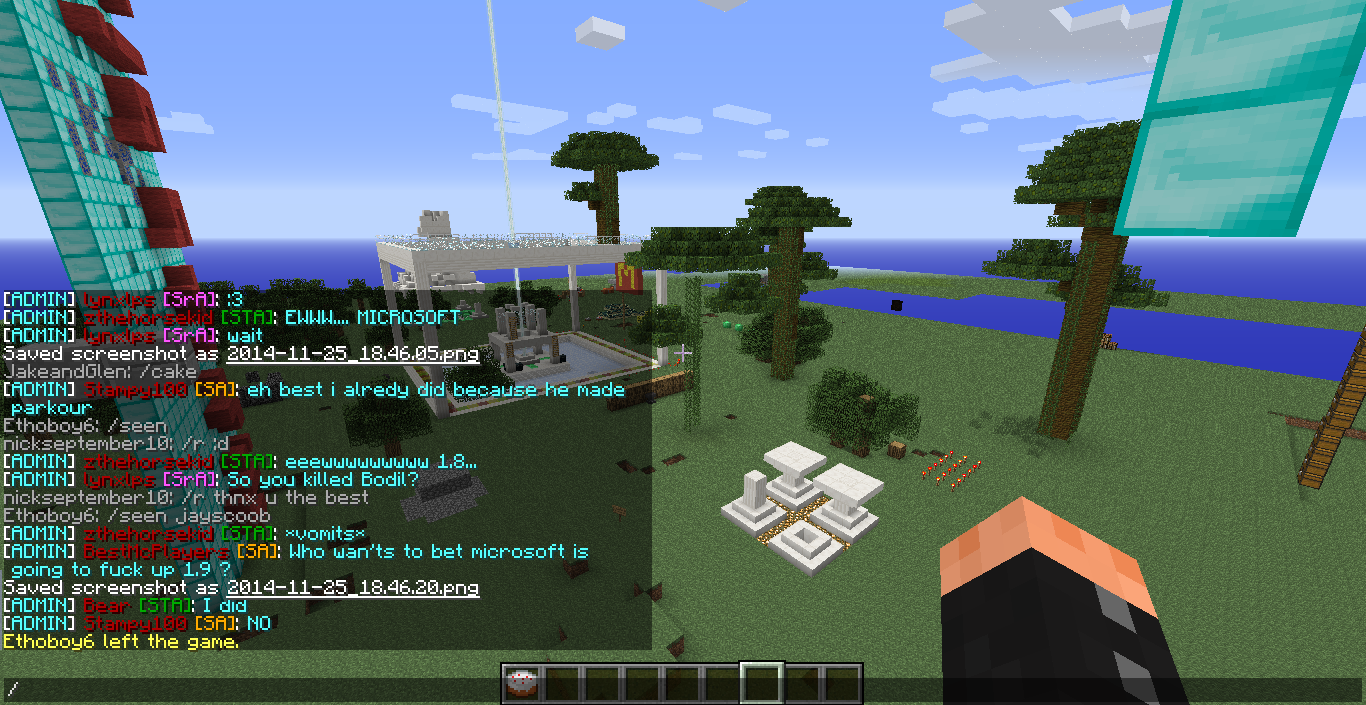 [ADMIN] lynxlps [SrA]: :3
[ADMIN] zthehorsekid [STA]: EWWW... MICROSOFT
[ADMIN] lynxlps [SrA]: wait
Saved screenshot as 2014-11-25_18.46.05.png
JakeandGlen: /cake
[ADMIN] Stampy100 [SA]: eh best i alredy did because he made
parkour
Ethoboy6: /seen
nickseptember10: /r :d
[ADMIN] zthehorsekid [STA]: eeewwwwwwwww 1.8...
[ADMIN] lynxlps [SrA]: So you killed Bodil?
nickseptember10: /r thnx u the best
Ethoboy6: /seen jayscoob
[ADMIN] zthehorsekid [STA]: *vomits*
[ADMIN] BestMcPlayers [SA]: Who wan'ts to bet microsoft is
going to fuck up 1.9 ?
Saved screenshot as 2014-11-25_18.46.20.png
[ADMIN] Bear [STA]: I did
[ADMIN] Stampy100 [SA]: NO
Ethoboy6 left the game.
/
M